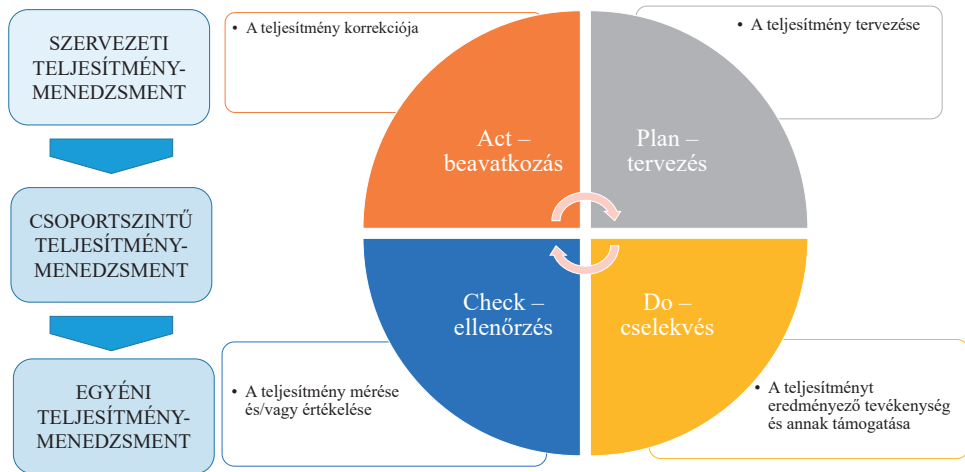 SZERVEZETI
TELJESÍTMÉNY-
MENEDZSMENT
CSOPORTSZINTŰ
TELJESÍTMÉNY-
MENEDZSMENT
EGYÉNI
TELJESÍTMÉNY-
MENEDZSMENT
• A teljesítmény korrekciója
• A teljesítmény tervezése
Act –
beavatkozás
Plan –
tervezés
Check –
ellenőrzés
Do –
cselekvés
• A teljesítmény mérése
és/vagy értékelése
• A teljesítményt
eredményező tevékenység
és annak támogatása